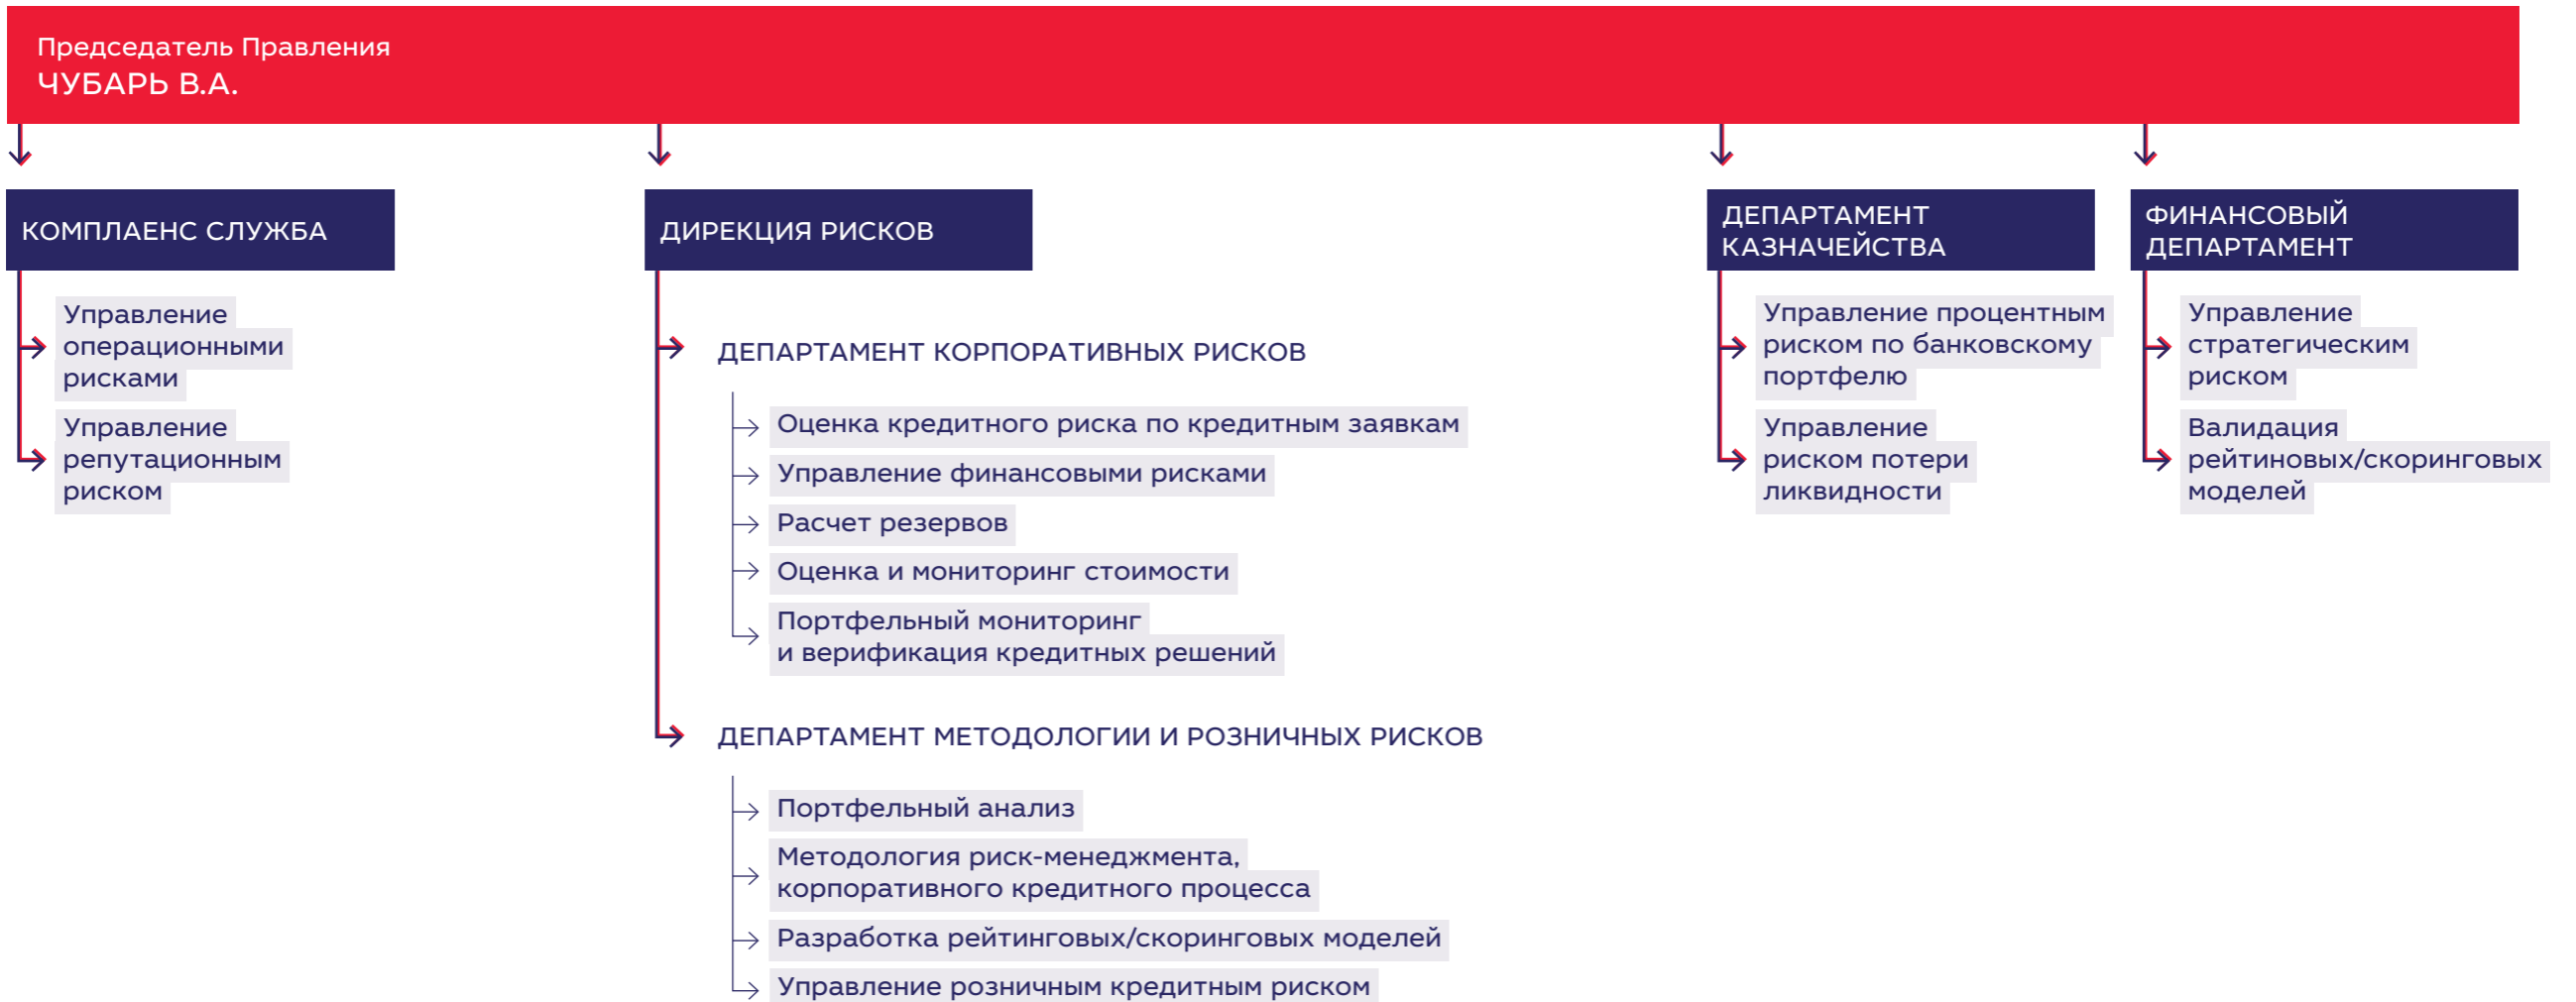 Председатель Правления
ЧУБАРЬ В.А.
КОМПЛАЕНС СЛУЖБА
Управление
операционными
рисками
Управление
репутационным
риском
ДИРЕКЦИЯ РИСКОВ
ДЕПАРТАМЕНТ КОРПОРАТИВНЫХ РИСКОВ
Оценка кредитного риска по кредитным заявкам
Управление финансовыми рисками
Расчет резервов
Оценка и мониторинг стоимости
Портфельный мониторинг
и верификация кредитных решений
ДЕПАРТАМЕНТ МЕТОДОЛОГИИ И РОЗНИЧНЫХ РИСКОВ
Портфельный анализ
Методология риск-менеджмента,
корпоративного кредитного процесса
Разработка рейтинговых/скоринговых моделей
Управление розничным кредитным риском
ДЕПАРТАМЕНТ
КАЗНАЧЕЙСТВА
Управление процентным
риском по банковскому
портфелю
Управление
риском потери
ликвидности
ФИНАНСОВЫЙ
ДЕПАРТАМЕНТ
Управление
стратегическим
риском
Валидация
рейтиновых/скоринговых
моделей